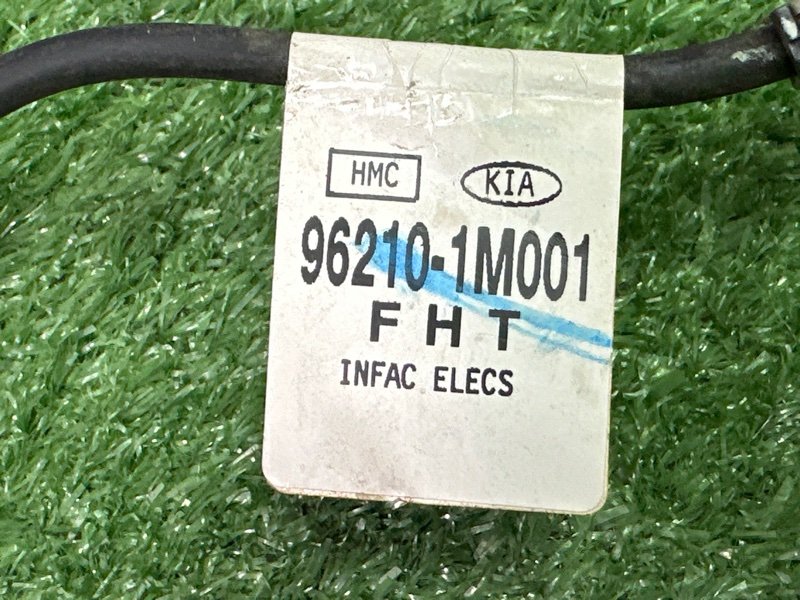 HMC KIA
96210-1M001
FHT
INFAC ELECS